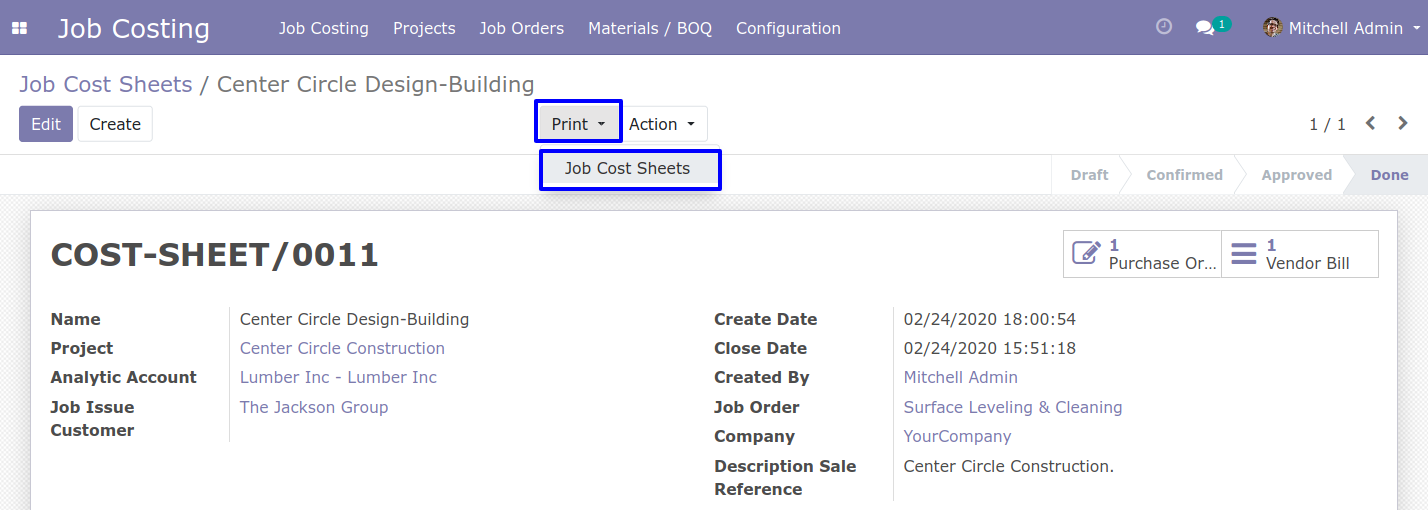 Job Costing Job Costing Projects Job Orders Materials / BOQ Configuration 1 Mitchell Admin
Job Cost Sheets / Center Circle Design-Building
Edit Create Print Action 1 / 1
Job Cost Sheets
Draft Confirmed Approved Done
COST-SHEET/0011
1 Purchase Or...
1 Vendor Bill
Name Center Circle Design-Building
Project Center Circle Construction
Analytic Account Lumber Inc - Lumber Inc
Job Issue Customer The Jackson Group
Create Date 02/24/2020 18:00:54
Close Date 02/24/2020 15:51:18
Created By Mitchell Admin
Job Order Surface Leveling & Cleaning
Company YourCompany
Description Sale Reference Center Circle Construction.